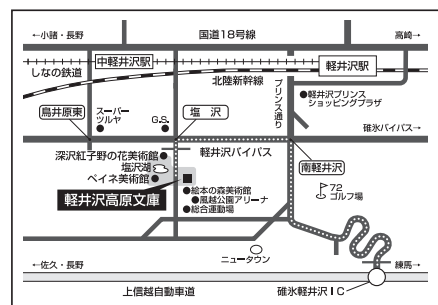 ←小諸・長野
国道18号線
高崎→
中軽井沢駅
軽井沢駅
しなの鉄道
北陸新幹線
プリンス通り
軽井沢プリンス
ショッピングプラザ
鳥井原東
スーパー
ツルヤ
G.S.
塩沢
碓氷バイパス→
軽井沢バイパス
南軽井沢
深沢紅子野の花美術館
塩沢湖
ペイネ美術館
軽井沢高原文庫
絵本の森美術館
風越公園アリーナ
総合運動場
72
ゴルフ場
ニュータウン
←佐久・長野
練馬→
上信越自動車道
碓氷軽井沢IC